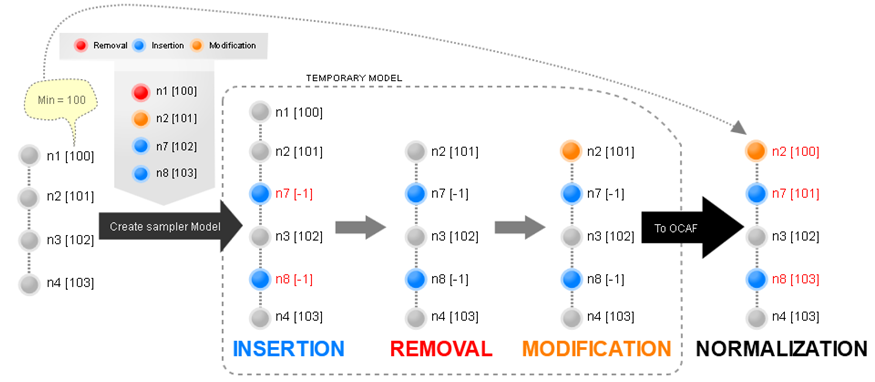 Removal Insertion Modification
TEMPORARY MODEL
Min = 100
n1 [100]
n2 [101]
n7 [102]
n8 [103]
n1 [100]
n2 [101]
n3 [102]
n4 [103]
Create sampler Model
n1 [100]
n2 [101]
n7 [-1]
n3 [102]
n8 [-1]
n4 [103]
INSERTION
n2 [101]
n7 [-1]
n3 [102]
n8 [-1]
n4 [103]
REMOVAL
n2 [101]
n7 [-1]
n3 [102]
n8 [-1]
n4 [103]
MODIFICATION
To OCAF
n2 [100]
n7 [101]
n3 [102]
n8 [103]
n4 [103]
NORMALIZATION